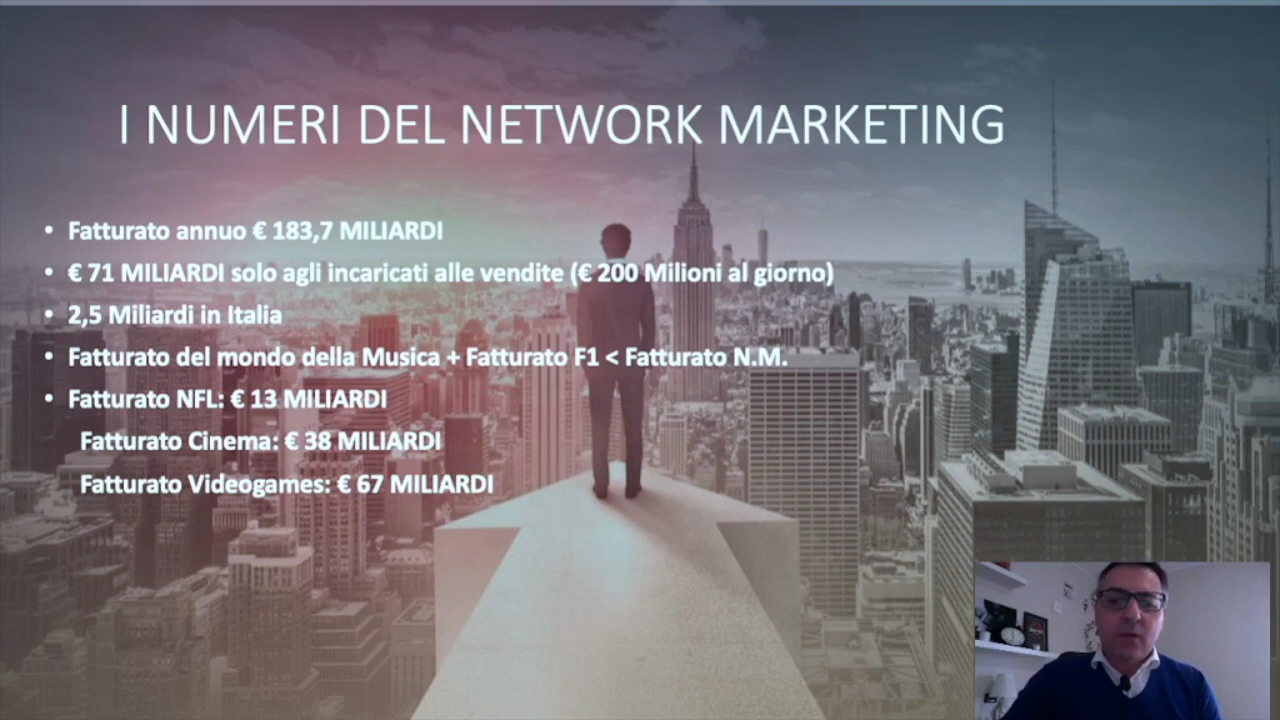 I NUMERI DEL NETWORK MARKETING
• Fatturato annuo € 183,7 MILIARDI
• € 71 MILIARDI solo agli incaricati alle vendite (€ 200 Milioni al giorno)
• 2,5 Miliardi in Italia
• Fatturato del mondo della Musica + Fatturato F1 < Fatturato N.M.
• Fatturato NFL: € 13 MILIARDI
Fatturato Cinema: € 38 MILIARDI
Fatturato Videogames: € 67 MILIARDI